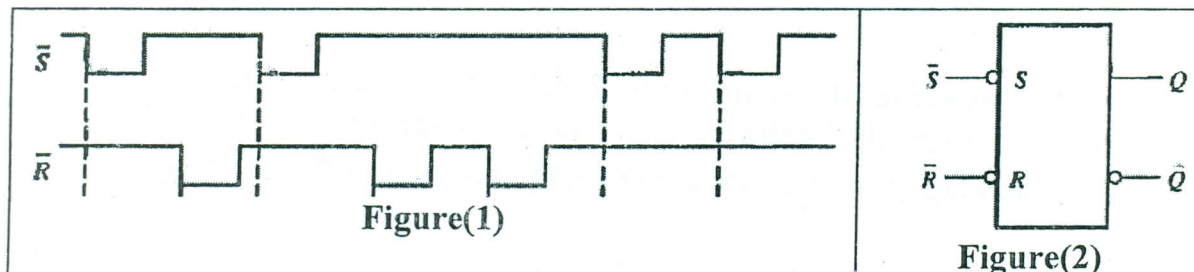 S̄
R̄
Figure(1)
S̄ S Q
R̄ R Q̄
Figure(2)